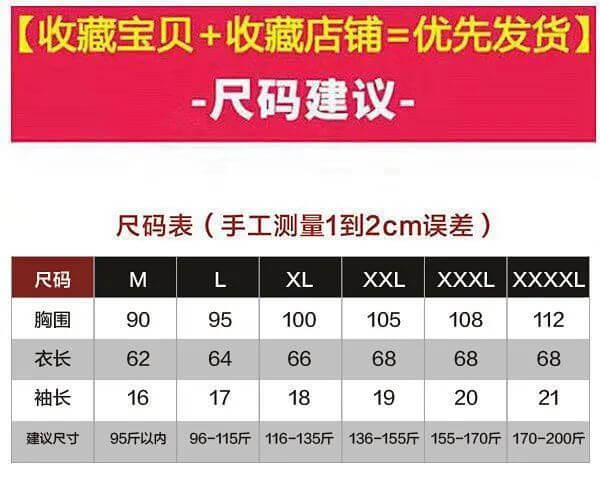 【收藏宝贝+收藏店铺=优先发货】
-尺码建议-
尺码表（手工测量1到2cm误差）
尺码 M L XL XXL XXXL XXXXL
胸围 90 95 100 105 108 112
衣长 62 64 66 68 68 68
袖长 16 17 18 19 20 21
建议尺寸 95斤以内 96-115斤 116-135斤 136-155斤 155-170斤 170-200斤